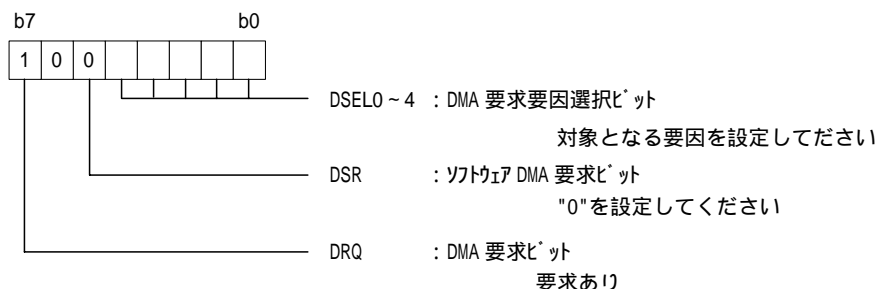 b7 b0
1 0 0
DSEL0 ~ 4 : DMA 要求要因選択ﾋﾞｯﾄ
対象となる要因を設定してださい
DSR : ｿﾌﾄｳｪｱ DMA 要求ﾋﾞｯﾄ
"0"を設定してください
DRQ : DMA 要求ﾋﾞｯﾄ
要求あり